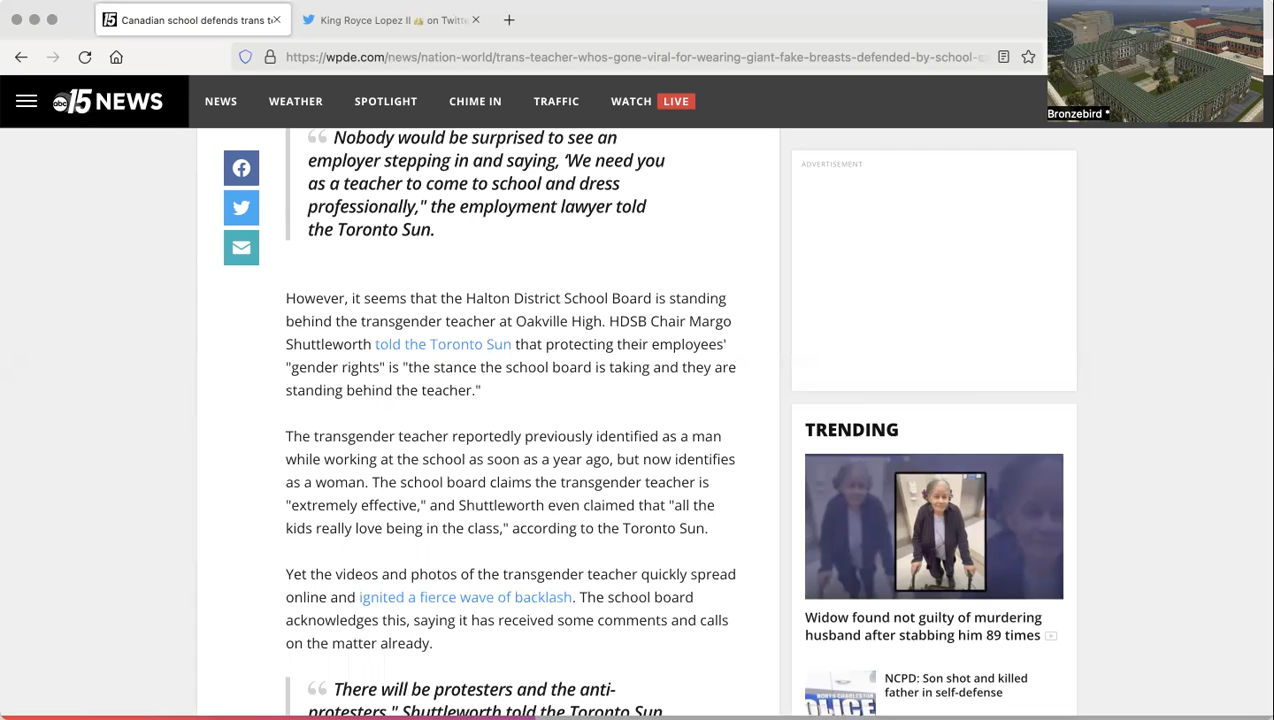 Canadian school defends trans t
King Royce Lopez II
on Twitt
https://wpde.com/news/nation-world/trans-teacher-whos-gone-viral-for-wearing-giant-fake-breasts-defended-by-school-
Bronzebird *
abc 15 NEWS
NEWS WEATHER SPOTLIGHT CHIME IN TRAFFIC WATCH LIVE
Nobody would be surprised to see an
employer stepping in and saying, ‘We need you
as a teacher to come to school and dress
professionally," the employment lawyer told
the Toronto Sun.
However, it seems that the Halton District School Board is standing
behind the transgender teacher at Oakville High. HDSB Chair Margo
Shuttleworth told the Toronto Sun that protecting their employees'
"gender rights" is "the stance the school board is taking and they are
standing behind the teacher."
The transgender teacher reportedly previously identified as a man
while working at the school as soon as a year ago, but now identifies
as a woman. The school board claims the transgender teacher is
"extremely effective," and Shuttleworth even claimed that "all the
kids really love being in the class," according to the Toronto Sun.
Yet the videos and photos of the transgender teacher quickly spread
online and ignited a fierce wave of backlash. The school board
acknowledges this, saying it has received some comments and calls
on the matter already.
There will be protesters and the anti-
protesters," Shuttleworth told the Toronto Sun
ADVERTISEMENT
TRENDING
Widow found not guilty of murdering
husband after stabbing him 89 times
NCPD: Son shot and killed
father in self-defense